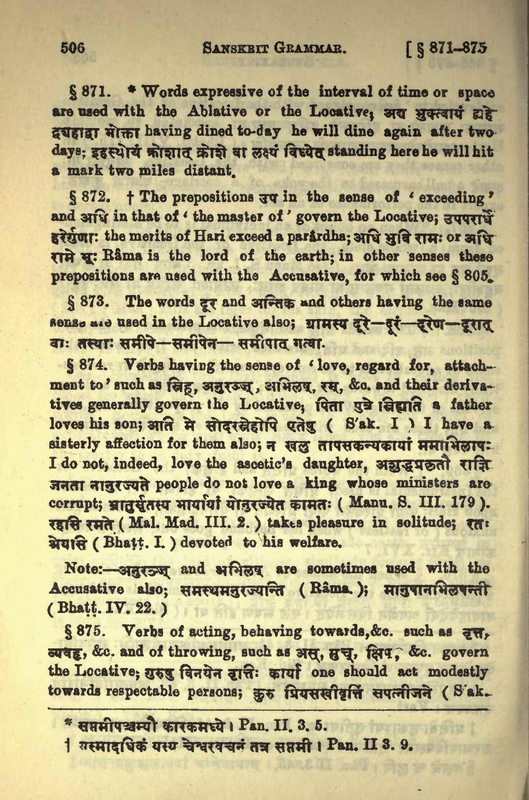 506 SANSKRIT GRAMMAR. [ § 871-875
§ 871. * Words expressive of the interval of time or space
are used with the Ablative or the Locative; अद्य भुक्त्वायं द्व्यहे
द्व्यहाद्वा भोक्ता having dined to-day he will dine again after two
days; इहस्थोयं क्रोशात् क्रोशे वा लक्ष्यं विध्येत् standing here he will hit
a mark two miles distant.
§ 872. † The prepositions उप in the sense of ' exceeding '
and अधि in that of ' the master of ' govern the Locative; उपपरार्धे
हरेर्गुणाः the merits of Hari exceed a parârdha; अधि भुवि रामः or अधि
रामे भूः Râma is the lord of the earth; in other senses these
prepositions are used with the Accusative, for which see § 805.
§ 873. The words दूर and अन्तिक and others having the same
sense are used in the Locative also; ग्रामस्य दूरे—दूरं—दूरेण—दूरात्
वाः तस्याः समीपे—समीपेन— समीपात् गत्वा.
§ 874. Verbs having the sense of ' love, regard for, attach-
ment to ' such as स्निह्, अनुरञ्ज्, अभिलष्, रम्, &c. and their deriva-
tives generally govern the Locative; पिता पुत्रे स्निह्यति a father
loves his son; अस्ति मे सोदरस्नेहोपि एतेषु ( S'ak. I ) I have a
sisterly affection for them also; न खलु तापसकन्यकायां ममाभिलाषः
I do not, indeed, love the ascetic's daughter, अशुद्धप्रकृतौ राज्ञि
जनता नानुरज्यते people do not love a king whose ministers are
corrupt; भ्रातुर्मृतस्य भार्यायां योनुरज्येत कामतः ( Manu. S. III. 179 ).
रहसि रमते ( Mal. Mad. III. 2. ) takes pleasure in solitude; रतः
श्रेयसि ( Bhaṭṭ. I. ) devoted to his welfare.
Note:—अनुरञ्ज् and अभिलष् are sometimes used with the
Accusative also; समस्थमनुरज्यन्ति ( Râma. ); मानुषानभिलषन्ती
( Bhaṭṭ. IV. 22. )
§ 875. Verbs of acting, behaving towards,&c. such as वृत्,
व्यवहृ, &c. and of throwing, such as अस्, मुच्, क्षिप्, &c. govern
the Locative; गुरुषु विनयेन वृत्तिः कार्या one should act modestly
towards respectable persons; कुरु प्रियसखीवृत्तिं सपत्नीजने ( S'ak.
* सप्तमीपञ्चम्यौ कारकमध्ये । Pan. II. 3. 5.
† यस्मादधिकं यस्य चेश्वरवचनं तत्र सप्तमी । Pan. II 3. 9.